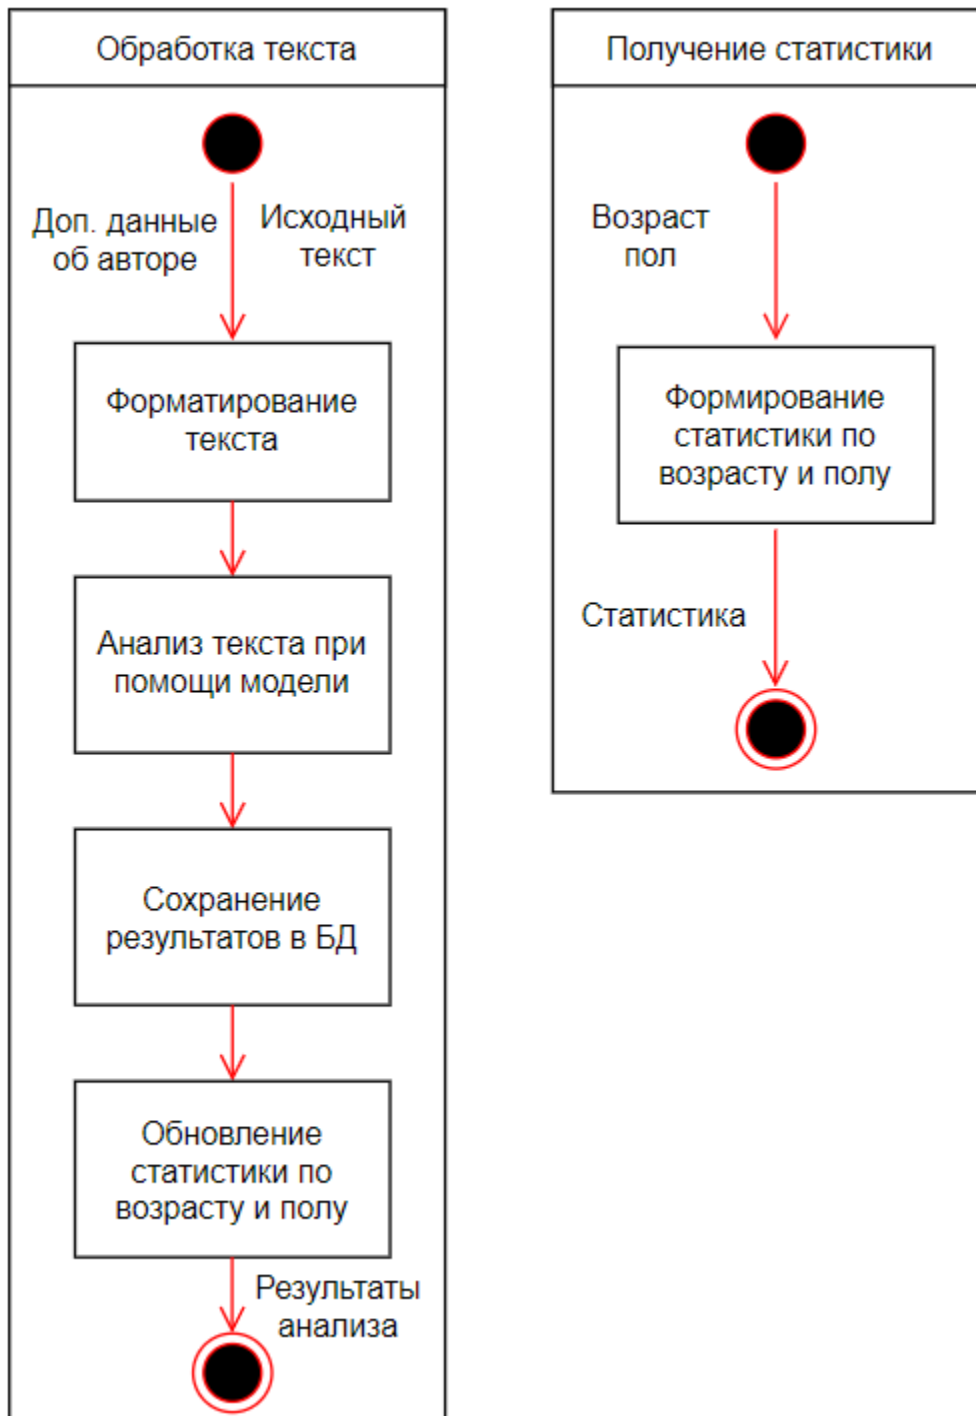 Обработка текста
Доп. данные
об авторе
Исходный
текст
Форматирование
текста
Анализ текста при
помощи модели
Сохранение
результатов в БД
Обновление
статистики по
возрасту и полу
Результаты
анализа
Получение статистики
Возраст
пол
Формирование
статистики по
возрасту и полу
Статистика